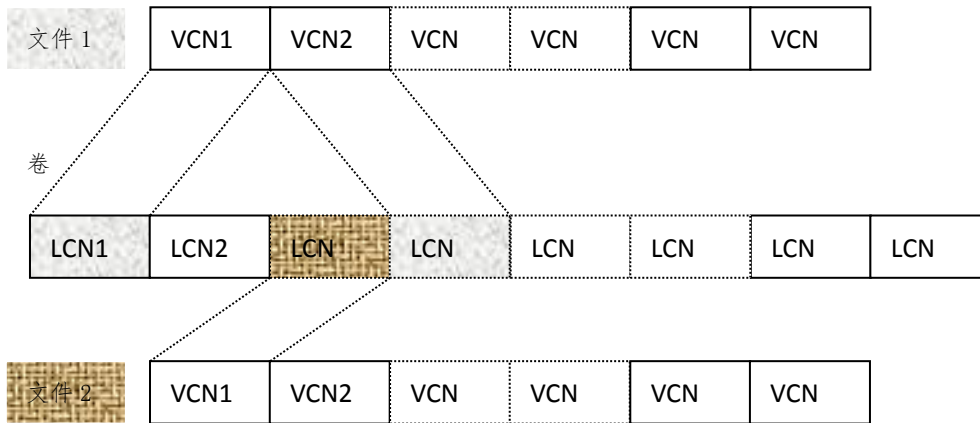 文件 1 VCN1 VCN2 VCN VCN VCN VCN
卷
LCN1 LCN2 LCN LCN LCN LCN LCN LCN
文件 2 VCN1 VCN2 VCN VCN VCN VCN